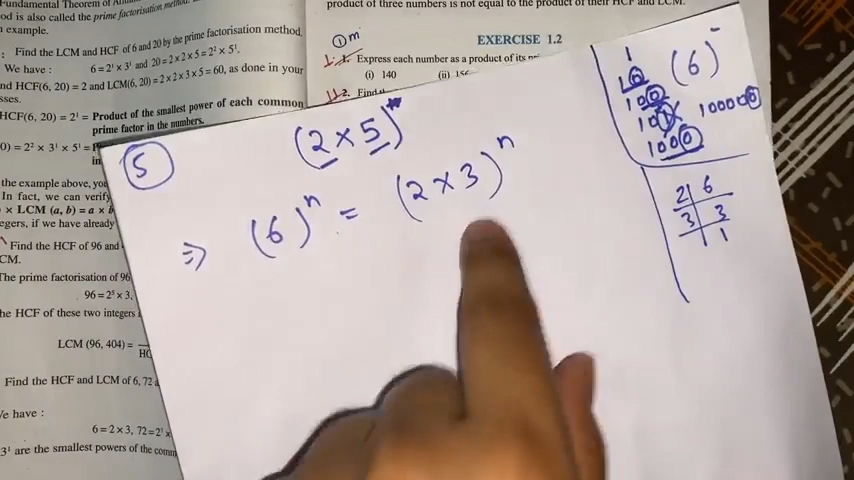 Fundamental Theorem of
od is also called the prime factorisation method.
n example.
: Find the LCM and HCF of 6 and 20 by the prime factorisation method.
We have : 6 = 2¹ × 3¹ and 20 = 2 × 2 × 5 = 2² × 5¹.
nd HCF(6, 20) = 2 and LCM(6, 20) = 2 × 2 × 3 × 5 = 60, as done in your
sses.
HCF(6, 20) = 2¹ = Product of the smallest power of each common
prime factor in the numbers.
0) = 2² × 3¹ × 5¹ =
the example above, you
In fact, we can verify
) × LCM (a, b) = a × b
egers, if we have already
Find the HCF of 96 and
CM.
The prime factorisation of 96
96 = 2⁵ × 3,
he HCF of these two integers
LCM (96, 404) =
HC
Find the HCF and LCM of 6, 72
We have :
6 = 2 × 3, 72 = 2
3¹ are the smallest powers of the comm
product of three numbers is not equal to the product of their HCF and LCM.
1 m
EXERCISE 1.2
1. Express each number as a product of its
(i) 140 (ii) 156
2. Find
5
(2 × 5)ⁿ
⇒ (6)ⁿ = (2 × 3)ⁿ
1
10
(6)
100
101 ×
100000
1000
2 | 6
3 | 3
| 1